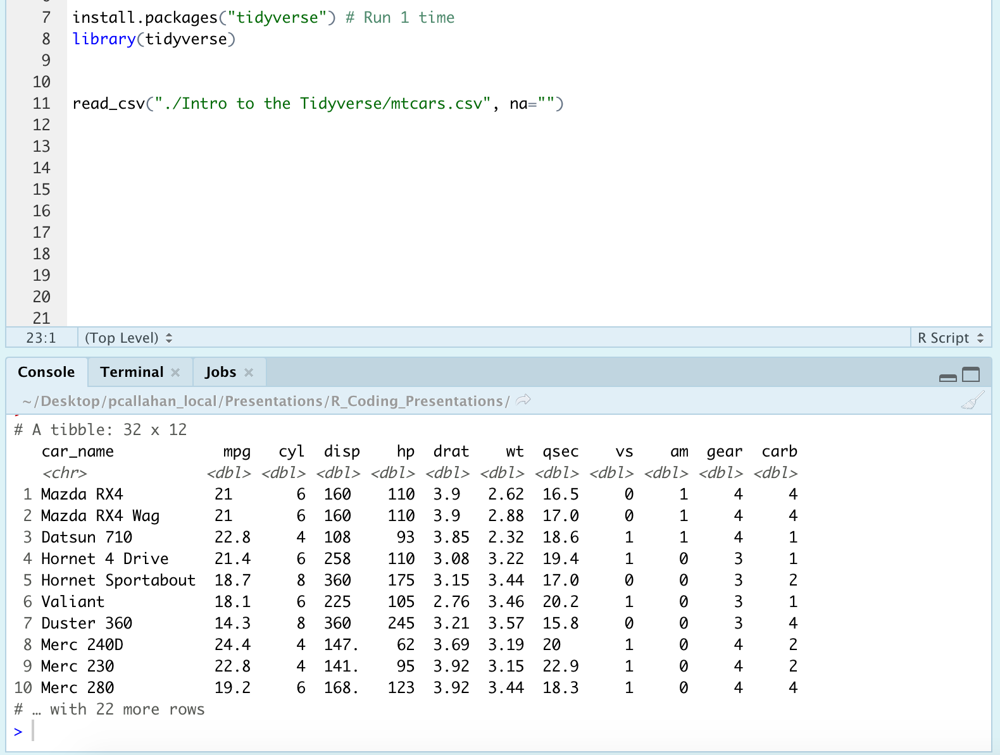 7 install.packages("tidyverse") # Run 1 time
8 library(tidyverse)
9
10
11 read_csv("./Intro to the Tidyverse/mtcars.csv", na="")
12
13
14
15
16
17
18
19
20
21
23:1 (Top Level) R Script
Console Terminal Jobs
~/Desktop/pcallahan_local/Presentations/R_Coding_Presentations/
# A tibble: 32 x 12
car_name mpg cyl disp hp drat wt qsec vs am gear carb
<chr> <dbl> <dbl> <dbl> <dbl> <dbl> <dbl> <dbl> <dbl> <dbl> <dbl> <dbl>
1 Mazda RX4 21 6 160 110 3.9 2.62 16.5 0 1 4 4
2 Mazda RX4 Wag 21 6 160 110 3.9 2.88 17.0 0 1 4 4
3 Datsun 710 22.8 4 108 93 3.85 2.32 18.6 1 1 4 1
4 Hornet 4 Drive 21.4 6 258 110 3.08 3.22 19.4 1 0 3 1
5 Hornet Sportabout 18.7 8 360 175 3.15 3.44 17.0 0 0 3 2
6 Valiant 18.1 6 225 105 2.76 3.46 20.2 1 0 3 1
7 Duster 360 14.3 8 360 245 3.21 3.57 15.8 0 0 3 4
8 Merc 240D 24.4 4 147. 62 3.69 3.19 20 1 0 4 2
9 Merc 230 22.8 4 141. 95 3.92 3.15 22.9 1 0 4 2
10 Merc 280 19.2 6 168. 123 3.92 3.44 18.3 1 0 4 4
# … with 22 more rows
>